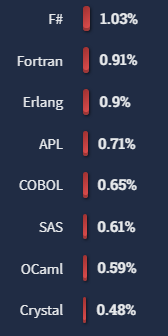 F# 1.03%
Fortran 0.91%
Erlang 0.9%
APL 0.71%
COBOL 0.65%
SAS 0.61%
OCaml 0.59%
Crystal 0.48%